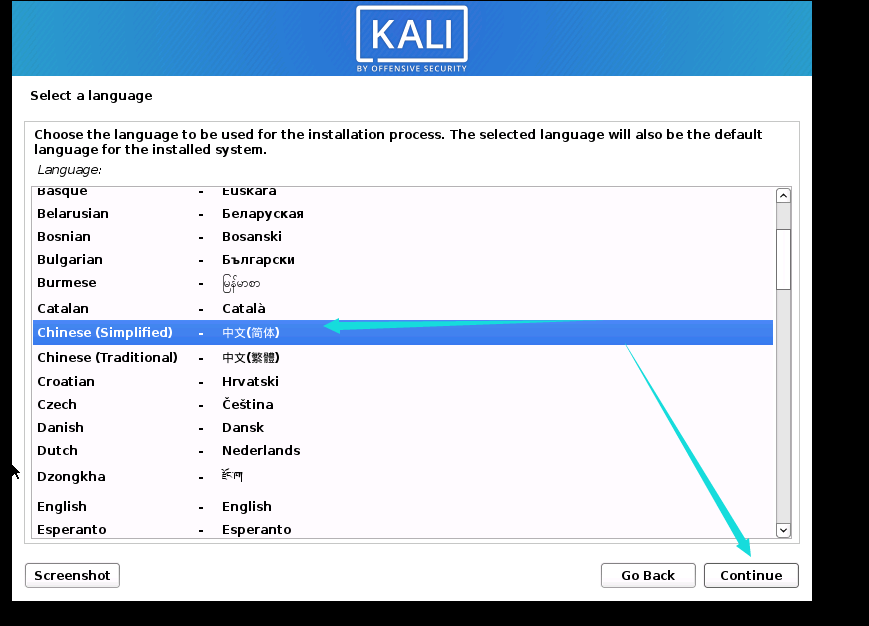 KALI
BY OFFENSIVE SECURITY
Select a language
Choose the language to be used for the installation process. The selected language will also be the default
language for the installed system.
Language:
Basque - Euskara
Belarusian - Беларуская
Bosnian - Bosanski
Bulgarian - Български
Burmese - မြန်မာစာ
Catalan - Català
Chinese (Simplified) - 中文(简体)
Chinese (Traditional) - 中文(繁體)
Croatian - Hrvatski
Czech - Čeština
Danish - Dansk
Dutch - Nederlands
Dzongkha - རྫོང་ཁ།
English - English
Esperanto - Esperanto
Screenshot Go Back Continue